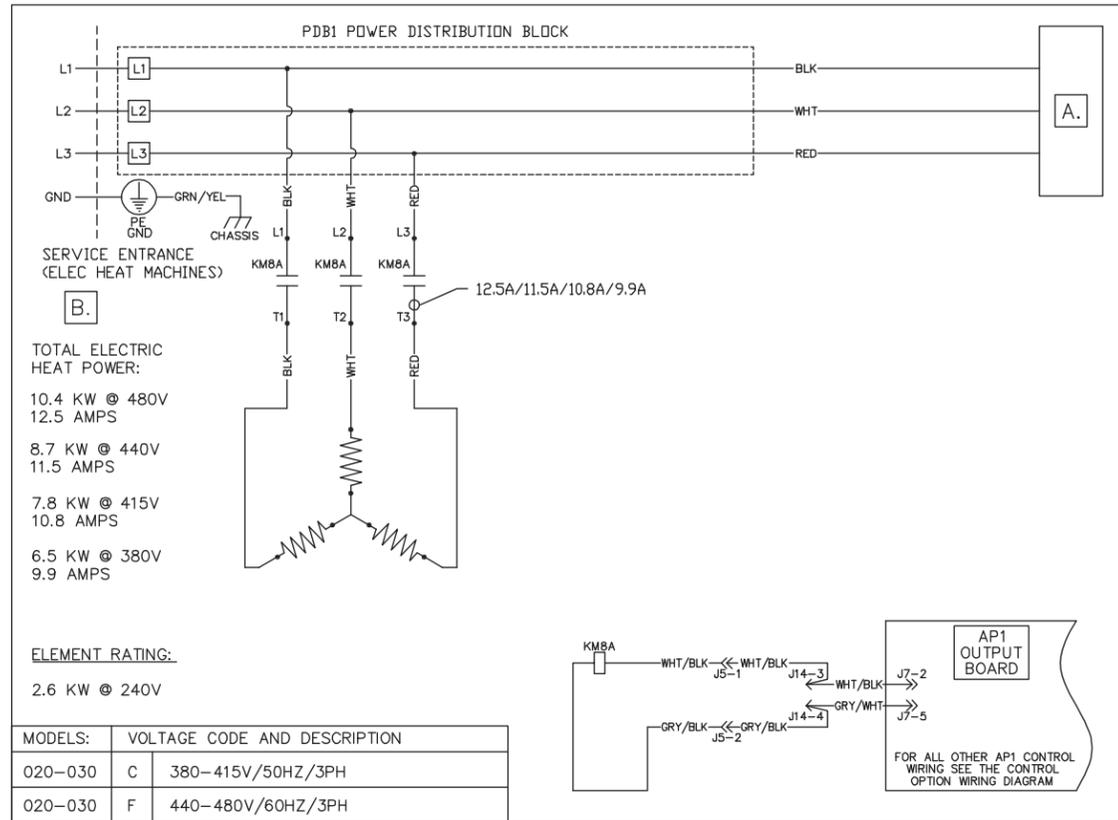 PDB1 POWER DISTRIBUTION BLOCK
L1 L1 BLK
L2 L2 WHT A.
L3 L3 RED
GND GRN/YEL BLK WHT RED
PE
GND
CHASSIS L1 L2 L3
SERVICE ENTRANCE
(ELEC HEAT MACHINES)
KM8A KM8A KM8A
12.5A/11.5A/10.8A/9.9A
B.
T1 T2 T3
TOTAL ELECTRIC
HEAT POWER:
BLK WHT RED
10.4 KW @ 480V
12.5 AMPS
8.7 KW @ 440V
11.5 AMPS
7.8 KW @ 415V
10.8 AMPS
6.5 KW @ 380V
9.9 AMPS
ELEMENT RATING:
2.6 KW @ 240V
KM8A
WHT/BLK WHT/BLK
J5-1
J14-3
WHT/BLK
J7-2
GRY/WHT
J7-5
J14-4
GRY/BLK GRY/BLK
J5-2
AP1
OUTPUT
BOARD
FOR ALL OTHER AP1 CONTROL
WIRING SEE THE CONTROL
OPTION WIRING DIAGRAM
MODELS: VOLTAGE CODE AND DESCRIPTION
020-030 C 380-415V/50HZ/3PH
020-030 F 440-480V/60HZ/3PH